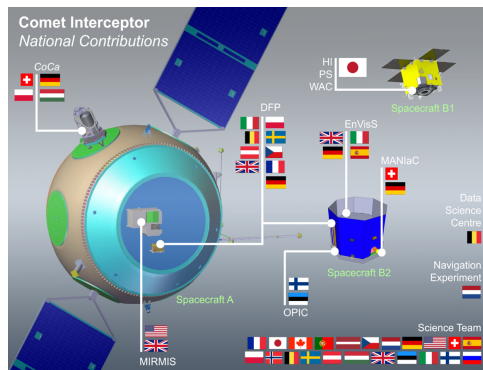 Comet Interceptor
National Contributions
CoCa
HI
PS
WAC
Spacecraft B1
DFP
EnVisS
MANIaC
Data
Science
Centre
Navigation
Experiment
Spacecraft A
Spacecraft B2
OPIC
MIRMIS
Science Team